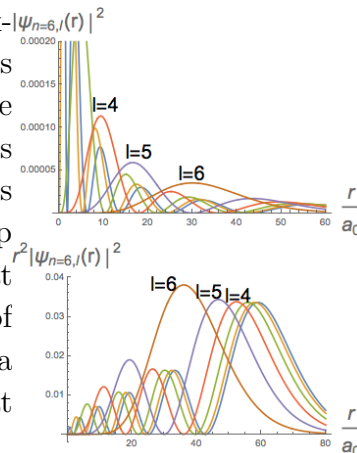 x-
|ψn=6,l(r) |²
s
0.00020
e
0.00015
s
l=4
0.00010
s
l=5
0.00005
l=6
0 10 20 30 40 50 60
r
a0
p
r²|ψn=6,l(r) |²
t
0.04
l=6
l=5
l=4
of
0.03
a
0.02
t
0.01
20 40 60 80
r
a0